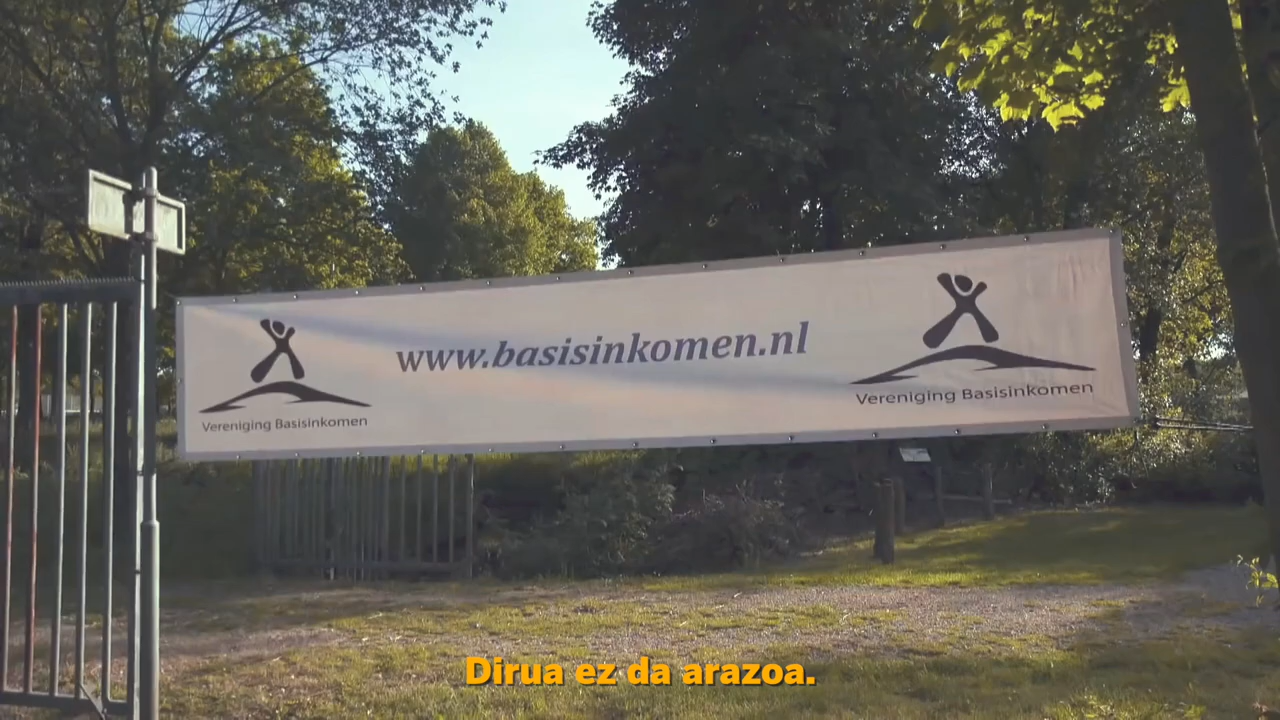 www.basisinkomen.nl
Vereniging Basisinkomen
Vereniging Basisinkomen
Dirua ez da arazoa.